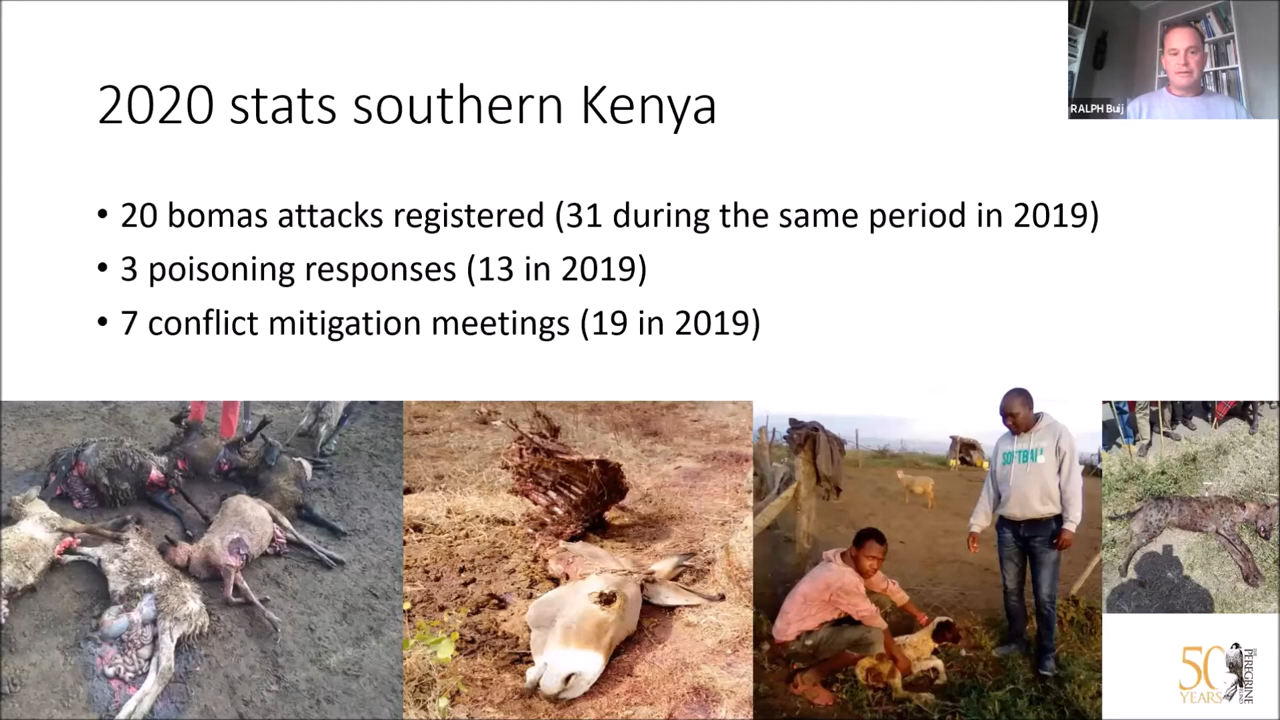 2020 stats southern Kenya
RALPH Buij
• 20 bomas attacks registered (31 during the same period in 2019)
• 3 poisoning responses (13 in 2019)
• 7 conflict mitigation meetings (19 in 2019)
SOFTBALL
50
YEARS
THE
PEREGRINE
FUND